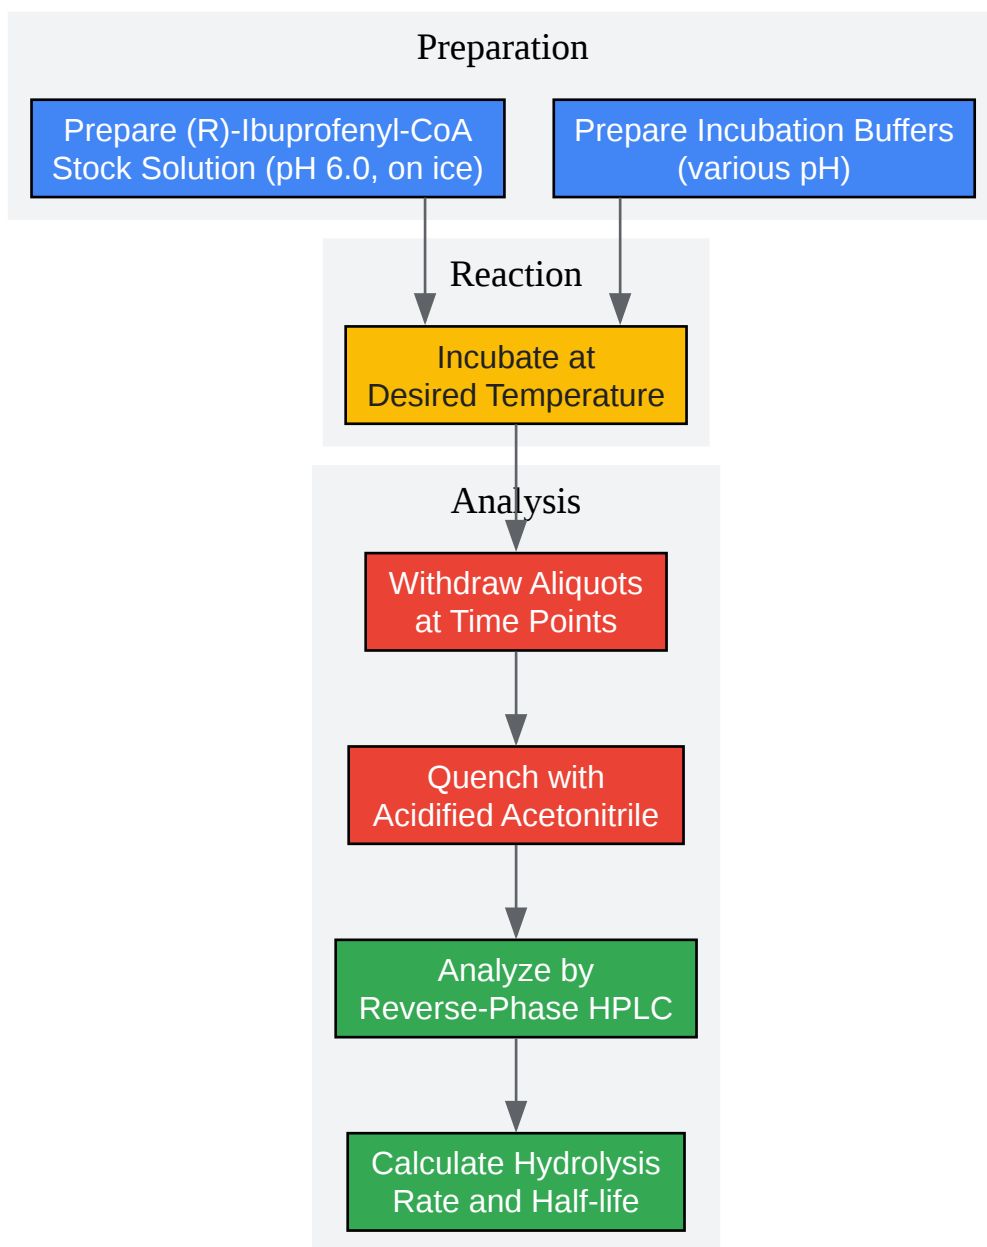 Preparation
Prepare (R)-Ibuprofenyl-CoA
Stock Solution (pH 6.0, on ice)
Prepare Incubation Buffers
(various pH)
Reaction
Incubate at
Desired Temperature
Analysis
Withdraw Aliquots
at Time Points
Quench with
Acidified Acetonitrile
Analyze by
Reverse-Phase HPLC
Calculate Hydrolysis
Rate and Half-life